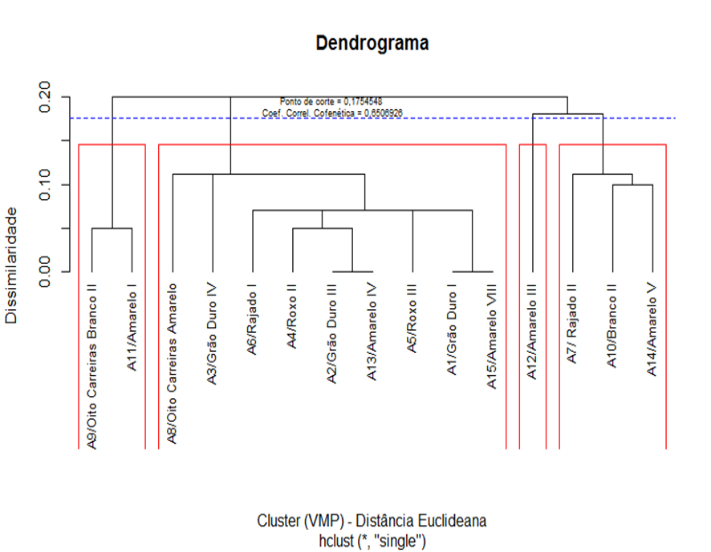 Dendrograma
Ponto de corte = 0,1754548
Coef. Correl. Cofenética = 0,6506926
Dissimilaridade
0.20
0.10
0.00
A9/Oito Carreiras Branco II
A11/Amarelo I
A8/Oito Carreiras Amarelo
A3/Grão Duro IV
A6/Rajado I
A4/Roxo II
A2/Grão Duro III
A13/Amarelo IV
A5/Roxo III
A1/Grão Duro I
A15/Amarelo VIII
A12/Amarelo III
A7/ Rajado II
A10/Branco II
A14/Amarelo V
Cluster (VMP) - Distância Euclideana
hclust (*, "single")